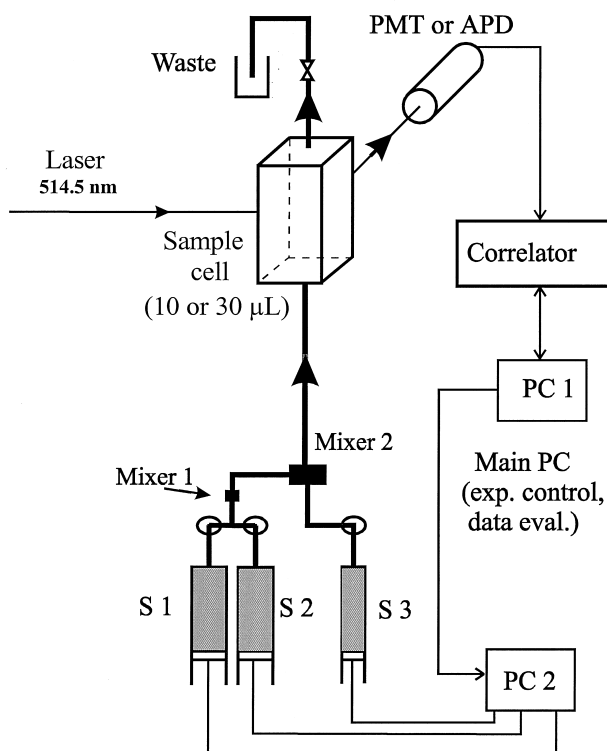 PMT or APD
Waste
Laser
514.5 nm
Sample
cell
(10 or 30 μL)
Correlator
PC 1
Mixer 2
Mixer 1
Main PC
(exp. control,
data eval.)
S 1
S 2
S 3
PC 2